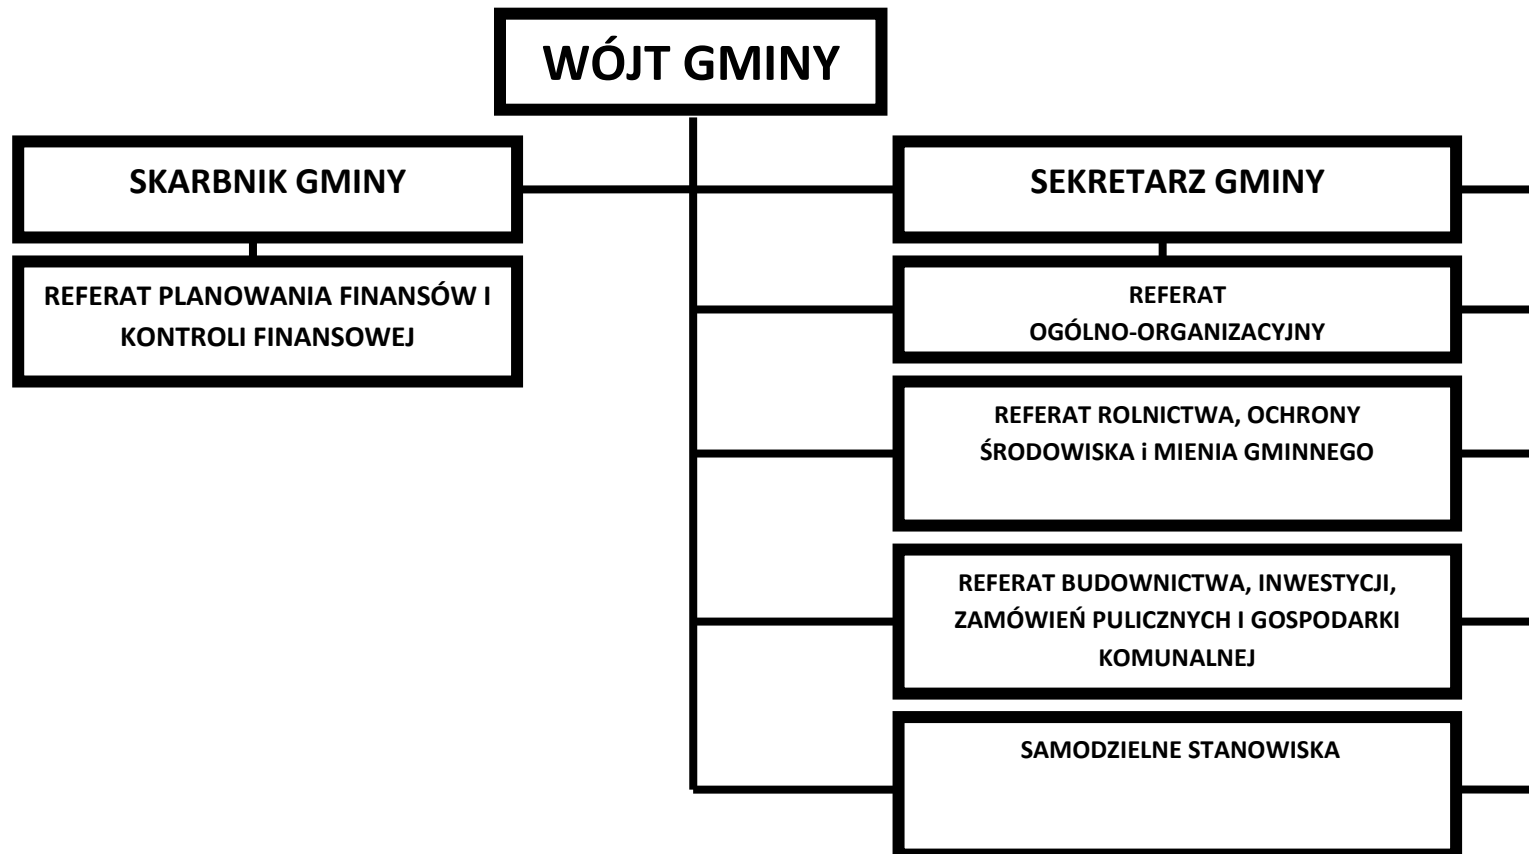 WÓJT GMINY
SKARBNIK GMINY
SEKRETARZ GMINY
REFERAT PLANOWANIA FINANSÓW I
KONTROLI FINANSOWEJ
REFERAT
OGÓLNO-ORGANIZACYJNY
REFERAT ROLNICTWA, OCHRONY
ŚRODOWISKA i MIENIA GMINNEGO
REFERAT BUDOWNICTWA, INWESTYCJI,
ZAMÓWIEŃ PULICZNYCH I GOSPODARKI
KOMUNALNEJ
SAMODZIELNE STANOWISKA